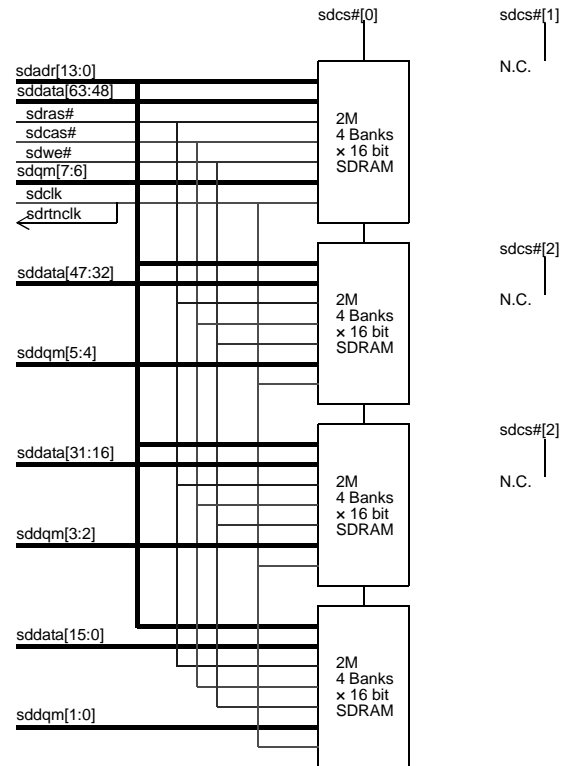 sdcs#[0]
sdcs#[1]
N.C.
sdadr[13:0]
sddata[63:48]
sdras#
sdcas#
sdwe#
sdqm[7:6]
sdclk
sdrtnclk
2M
4 Banks
× 16 bit
SDRAM
sdcs#[2]
N.C.
sddata[47:32]
sddqm[5:4]
2M
4 Banks
× 16 bit
SDRAM
sdcs#[2]
N.C.
sddata[31:16]
sddqm[3:2]
2M
4 Banks
× 16 bit
SDRAM
sddata[15:0]
sddqm[1:0]
2M
4 Banks
× 16 bit
SDRAM